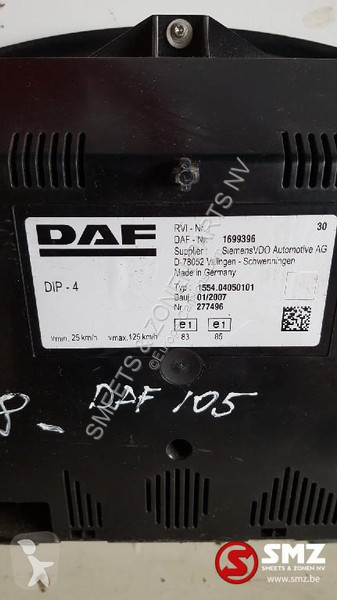 DAF
DIP - 4
Vmin. 25 km/h vmax.125 km/h
RVI - Nr. 30
DAF - Nr. 1699396
Supplier SiemensVDO Automotive AG
D-78052 Villingen - Schwenningen
Made in Germany
Typ: 1554.04050101
Bauj.: 01/2007
Nr.: 277496
e1 e1
83 85
8 - DAF 105
SMEETS & ZONEN PARTS NV
SMZ
SMEETS & ZONEN NV
www.smz.be